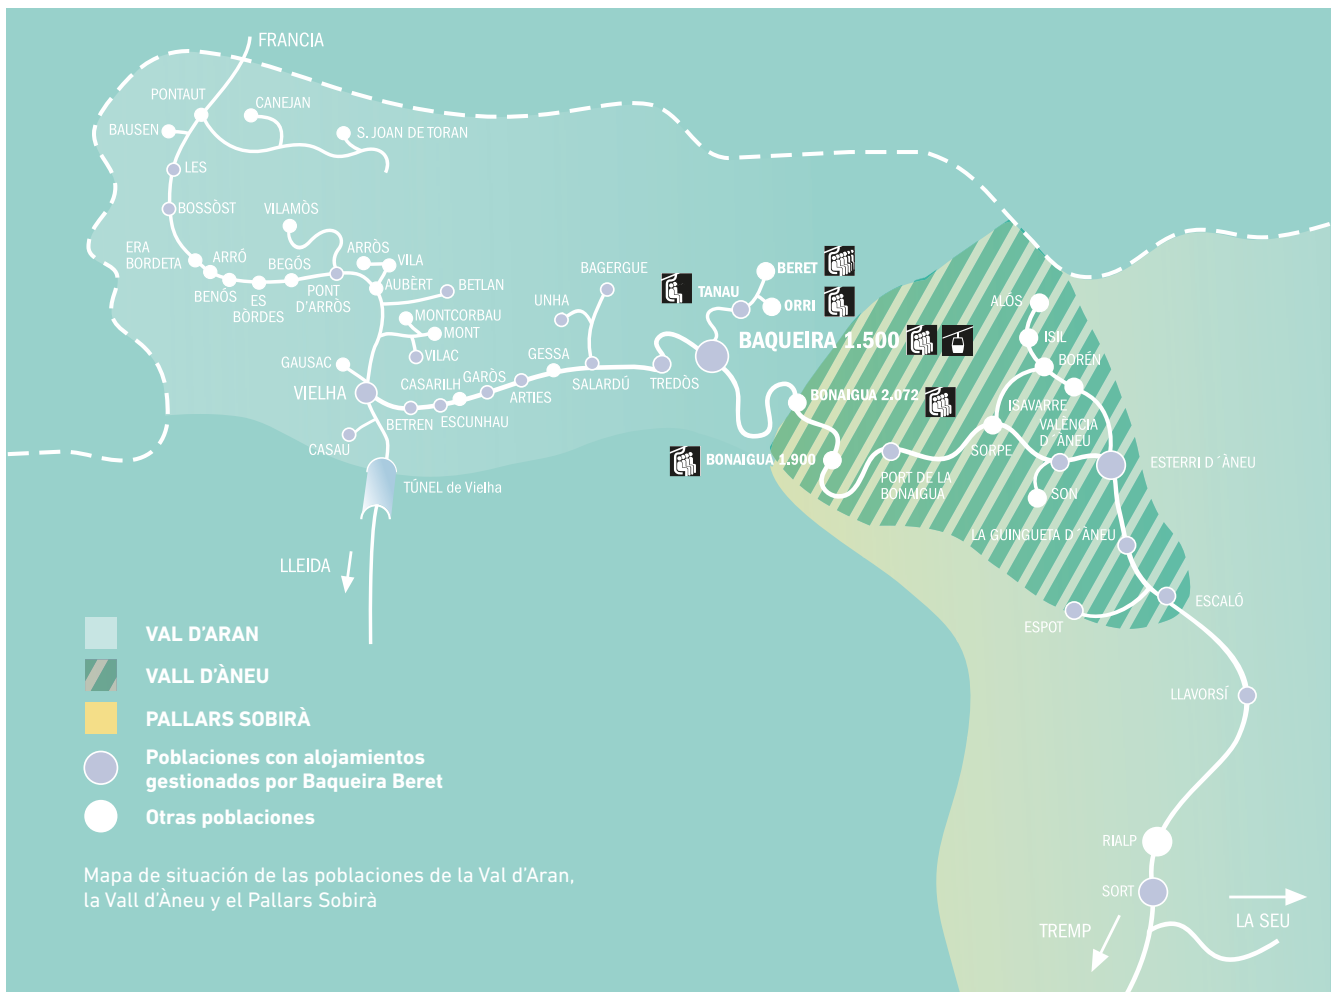 FRANCIA
PONTAUT
CANEJAN
BAUSEN
S. JOAN DE TORAN
LES
BOSSÒST
VILAMÒS
ERA
BORDETA
ARRÓ
BEGÓS
ARRÒS
VILA
BENÓS
ES
BÒRDES
PONT
D'ARRÒS
AUBÈRT
BETLAN
MONTCORBAU
MONT
VILAC
GAUSAC
VIELHA
CASARILH
GARÒS
BETREN
ESCUNHAU
ARTIES
GESSA
CASAU
UNHA
BAGERGUE
SALARDÚ
TREDÒS
TANAU
BERET
ORRI
BAQUEIRA 1.500
BONAIGUA 2.072
BONAIGUA 1.900
ALÓS
ISIL
BORÉN
ISAVARRE
VALÈNCIA
D´ÀNEU
SORPE
ESTERRI D´ÀNEU
PORT DE LA
BONAIGUA
SON
LA GUINGUETA D´ÀNEU
ESCALÓ
ESPOT
LLAVORSÍ
RIALP
SORT
TREMP
LA SEU
TÚNEL de Vielha
LLEIDA
VAL D'ARAN
VALL D'ÀNEU
PALLARS SOBIRÀ
Poblaciones con alojamientos
gestionados por Baqueira Beret
Otras poblaciones
Mapa de situación de las poblaciones de la Val d'Aran,
la Vall d'Àneu y el Pallars Sobirà